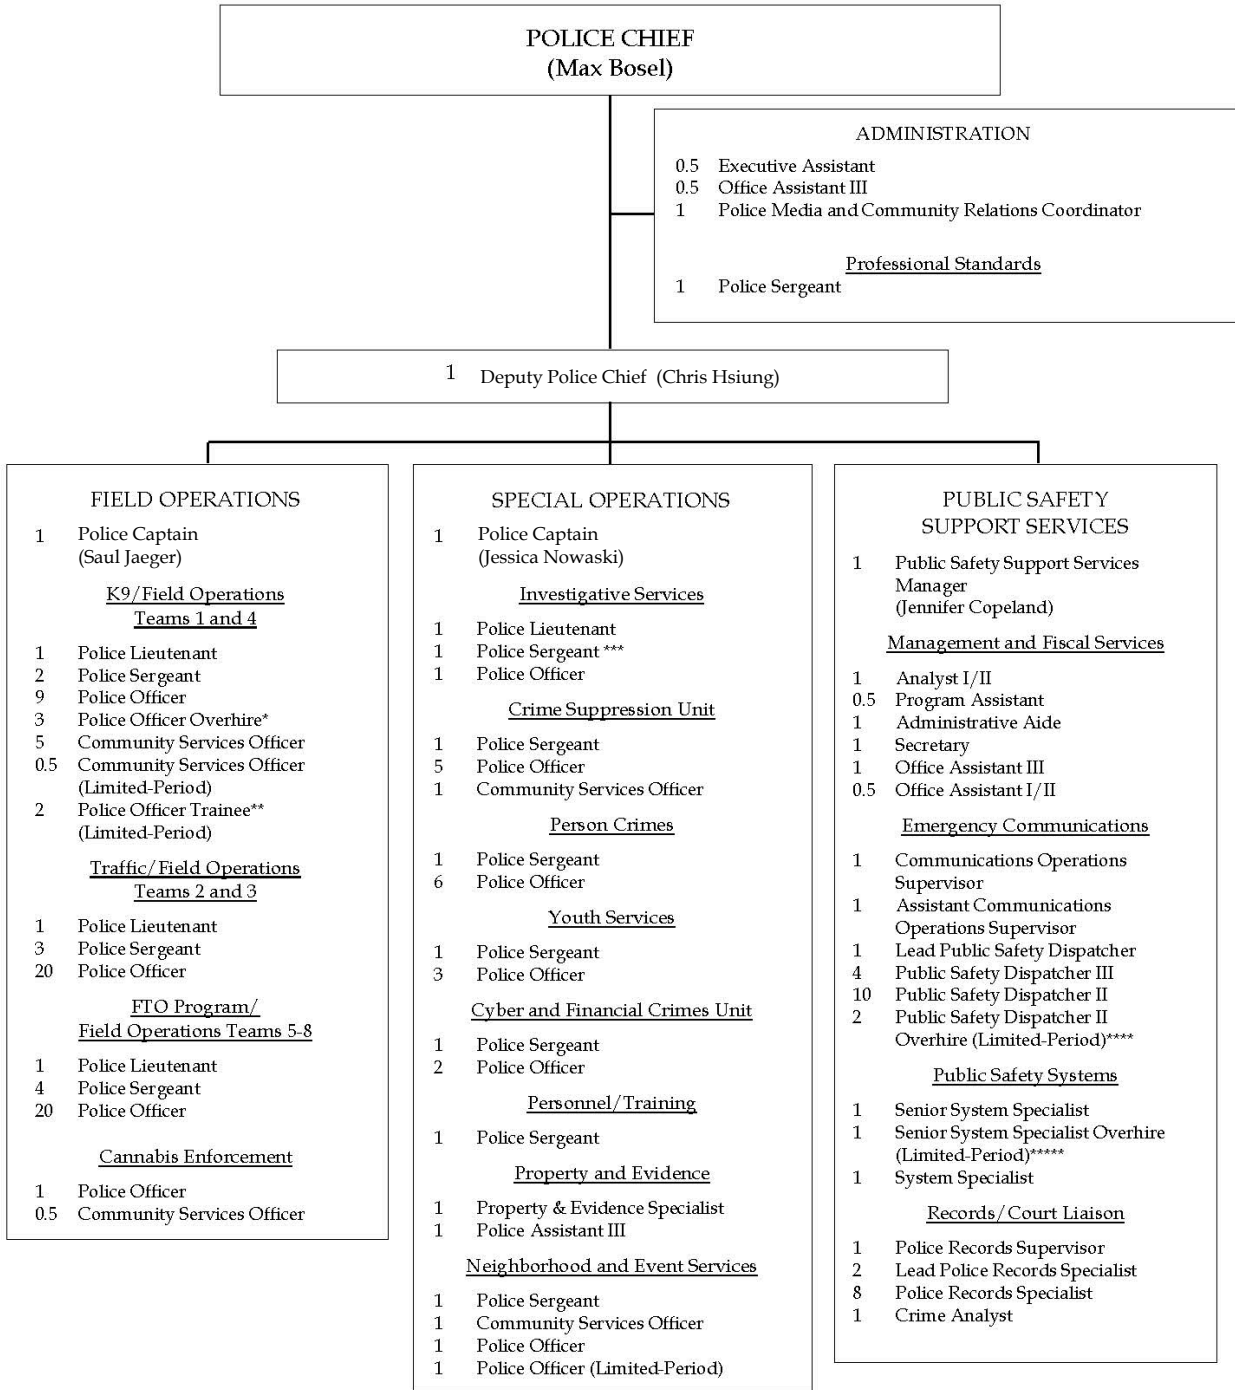 POLICE CHIEF
(Max Bosel)
ADMINISTRATION
0.5 Executive Assistant
0.5 Office Assistant III
1 Police Media and Community Relations Coordinator
Professional Standards
1 Police Sergeant
1 Deputy Police Chief (Chris Hsiung)
FIELD OPERATIONS
1 Police Captain
(Saul Jaeger)
K9/Field Operations
Teams 1 and 4
1 Police Lieutenant
2 Police Sergeant
9 Police Officer
3 Police Officer Overhire*
5 Community Services Officer
0.5 Community Services Officer
(Limited-Period)
2 Police Officer Trainee**
(Limited-Period)
Traffic/Field Operations
Teams 2 and 3
1 Police Lieutenant
3 Police Sergeant
20 Police Officer
FTO Program/
Field Operations Teams 5-8
1 Police Lieutenant
4 Police Sergeant
20 Police Officer
Cannabis Enforcement
1 Police Officer
0.5 Community Services Officer
SPECIAL OPERATIONS
1 Police Captain
(Jessica Nowaski)
Investigative Services
1 Police Lieutenant
1 Police Sergeant ***
1 Police Officer
Crime Suppression Unit
1 Police Sergeant
5 Police Officer
1 Community Services Officer
Person Crimes
1 Police Sergeant
6 Police Officer
Youth Services
1 Police Sergeant
3 Police Officer
Cyber and Financial Crimes Unit
1 Police Sergeant
2 Police Officer
Personnel/Training
1 Police Sergeant
Property and Evidence
1 Property & Evidence Specialist
1 Police Assistant III
Neighborhood and Event Services
1 Police Sergeant
1 Community Services Officer
1 Police Officer
1 Police Officer (Limited-Period)
PUBLIC SAFETY
SUPPORT SERVICES
1 Public Safety Support Services
Manager
(Jennifer Copeland)
Management and Fiscal Services
1 Analyst I/II
0.5 Program Assistant
1 Administrative Aide
1 Secretary
1 Office Assistant III
0.5 Office Assistant I/II
Emergency Communications
1 Communications Operations
Supervisor
1 Assistant Communications
Operations Supervisor
1 Lead Public Safety Dispatcher
4 Public Safety Dispatcher III
10 Public Safety Dispatcher II
2 Public Safety Dispatcher II
Overhire (Limited-Period)****
Public Safety Systems
1 Senior System Specialist
1 Senior System Specialist Overhire
(Limited-Period)*****
1 System Specialist
Records/Court Liaison
1 Police Records Supervisor
2 Lead Police Records Specialist
8 Police Records Specialist
1 Crime Analyst